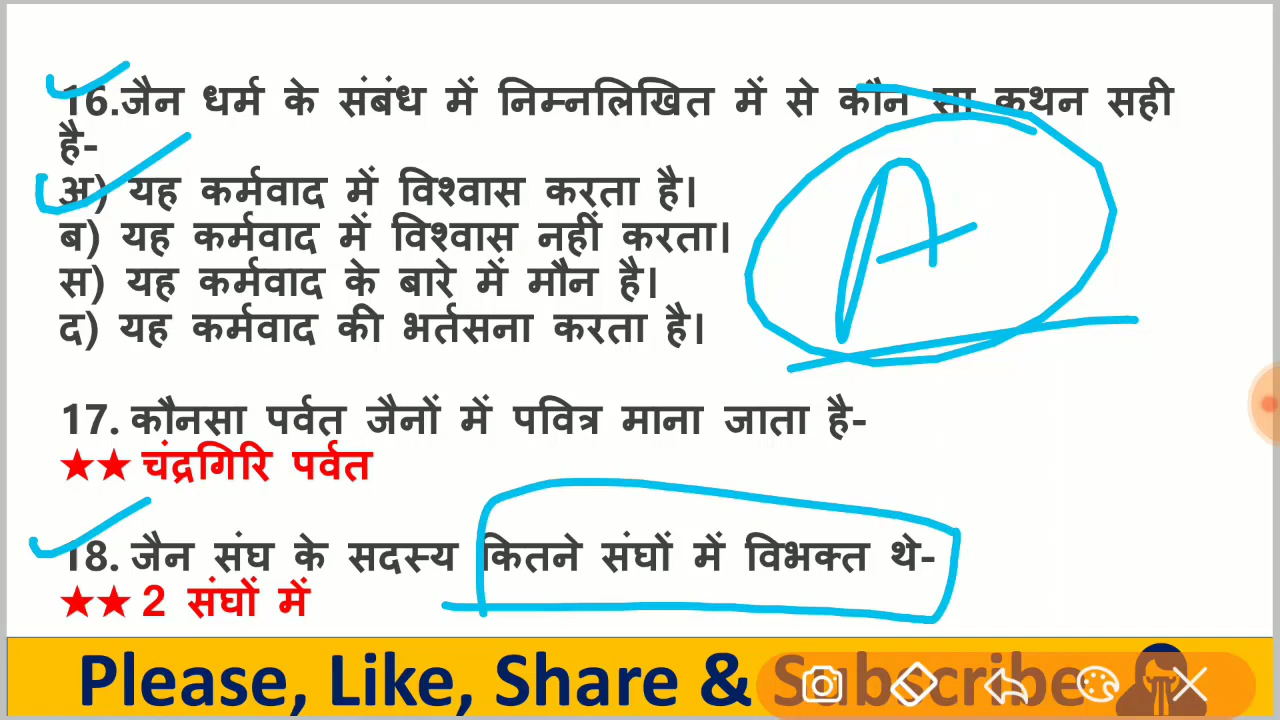 16.जैन धर्म के संबंध में निम्नलिखित में से कौन सा कथन सही
है-
अ) यह कर्मवाद में विश्वास करता है।
ब) यह कर्मवाद में विश्वास नहीं करता।
स) यह कर्मवाद के बारे में मौन है।
द) यह कर्मवाद की भर्तसना करता है।
A
17. कौनसा पर्वत जैनों में पवित्र माना जाता है-
★★ चंद्रगिरि पर्वत
18. जैन संघ के सदस्य कितने संघों में विभक्त थे-
★★ 2 संघों में
Please, Like, Share & Subscribe